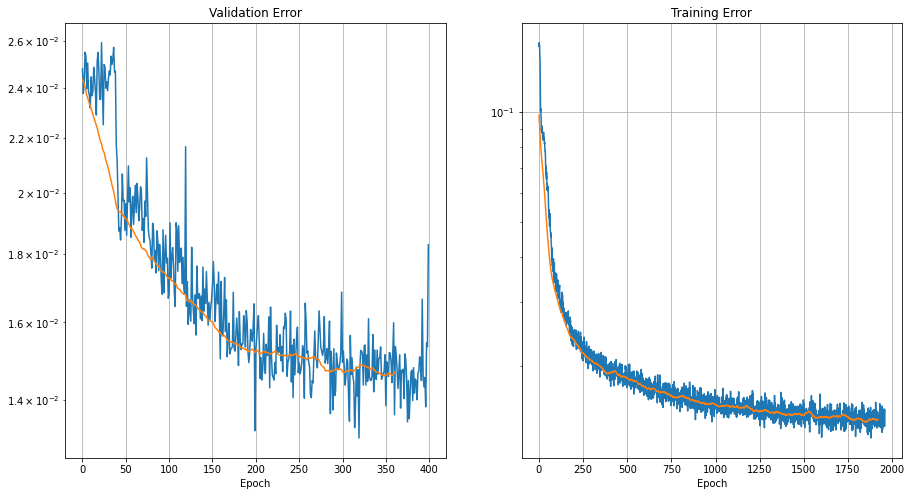 Validation Error
2.6 × 10⁻²
2.4 × 10⁻²
2.2 × 10⁻²
2 × 10⁻²
1.8 × 10⁻²
1.6 × 10⁻²
1.4 × 10⁻²
0 50 100 150 200 250 300 350 400
Epoch
Training Error
10⁻¹
0 250 500 750 1000 1250 1500 1750 2000
Epoch